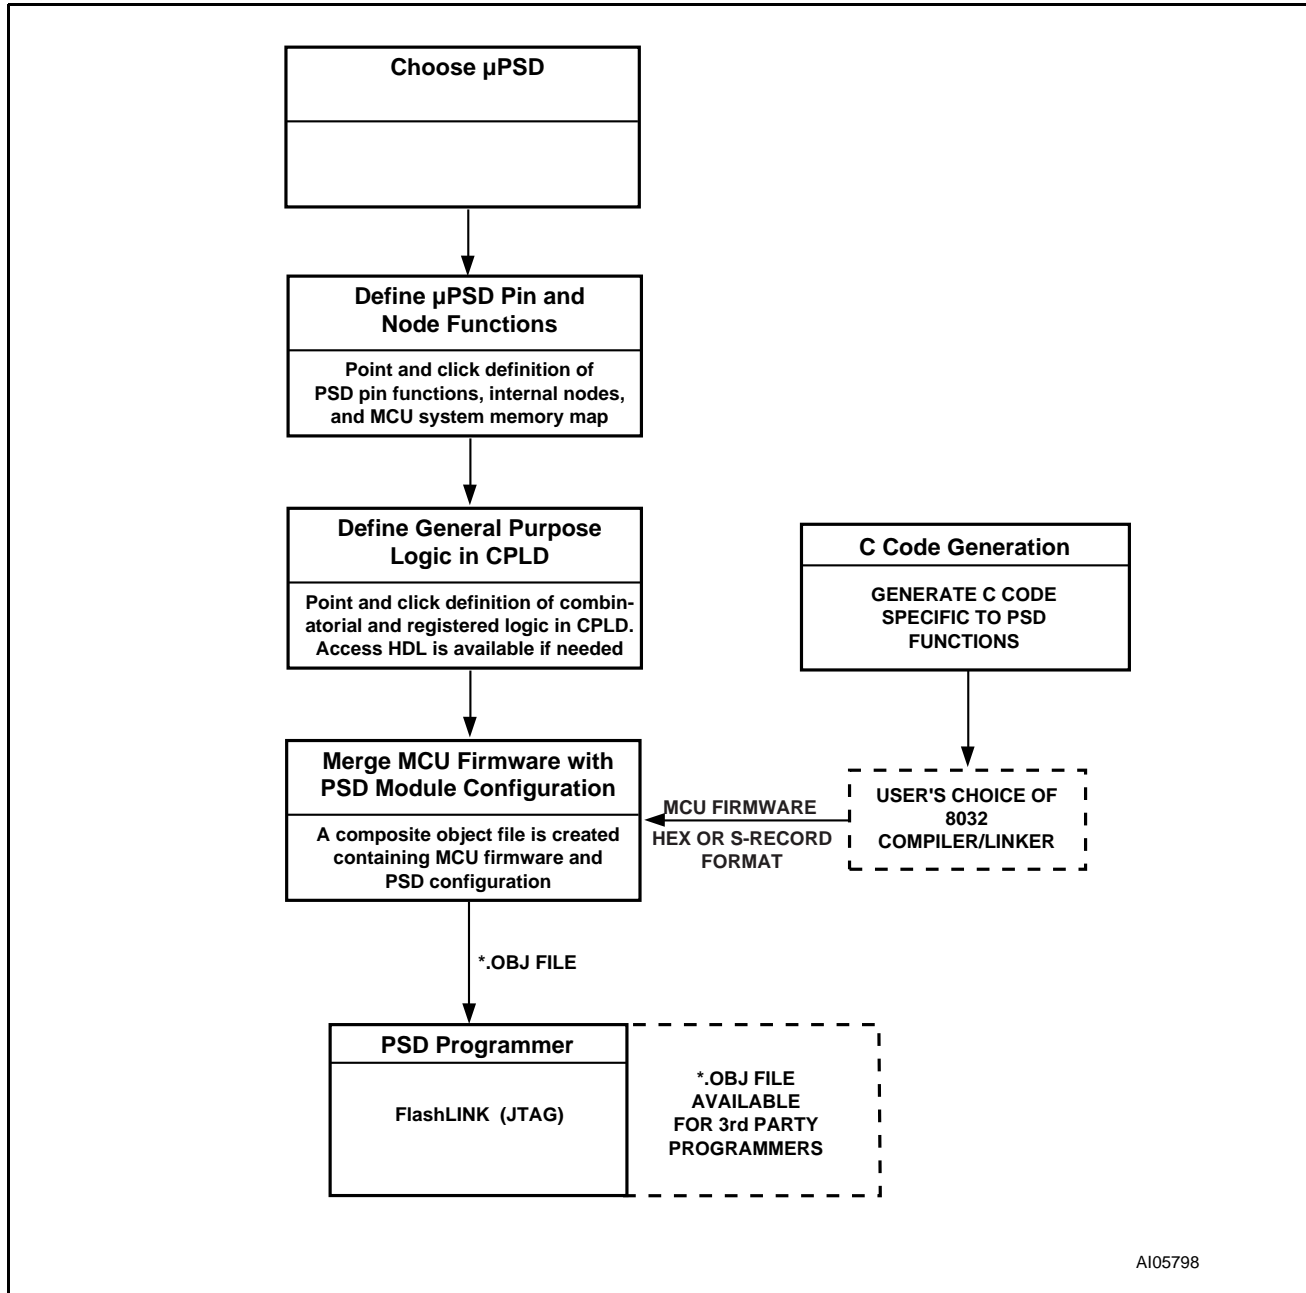 Choose µPSD
Define µPSD Pin and
Node Functions
Point and click definition of
PSD pin functions, internal nodes,
and MCU system memory map
Define General Purpose
Logic in CPLD
Point and click definition of combin-
atorial and registered logic in CPLD.
Access HDL is available if needed
C Code Generation
GENERATE C CODE
SPECIFIC TO PSD
FUNCTIONS
Merge MCU Firmware with
PSD Module Configuration
A composite object file is created
containing MCU firmware and
PSD configuration
MCU FIRMWARE
HEX OR S-RECORD
FORMAT
USER'S CHOICE OF
8032
COMPILER/LINKER
*.OBJ FILE
PSD Programmer
FlashLINK (JTAG)
*.OBJ FILE
AVAILABLE
FOR 3rd PARTY
PROGRAMMERS
AI05798